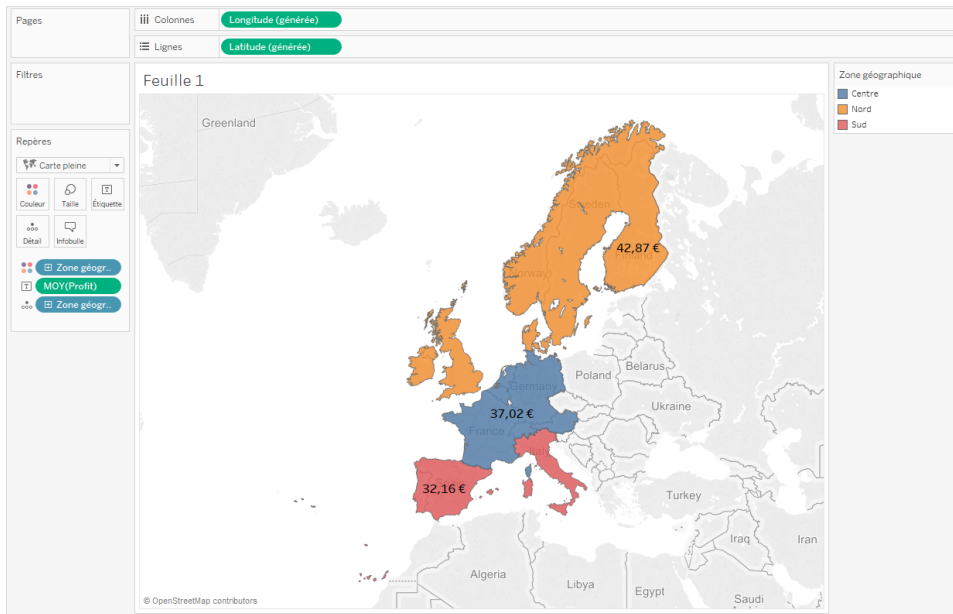 Pages
Colonnes
Longitude (générée)
Lignes
Latitude (générée)
Filtres
Repères
Carte pleine
Couleur
Taille
Étiquette
Détail
Infobulle
Zone géogr..
MOY(Profit)
Zone géogr..
Feuille 1
Greenland
Sweden
42,87 €
Finland
Norway
Belarus
Poland
Germany
Ukraine
37,02 €
France
Italy
32,16 €
Turkey
Iraq
Iran
Algeria
Libya
Egypt
Saudi
© OpenStreetMap contributors
Zone géographique
Centre
Nord
Sud